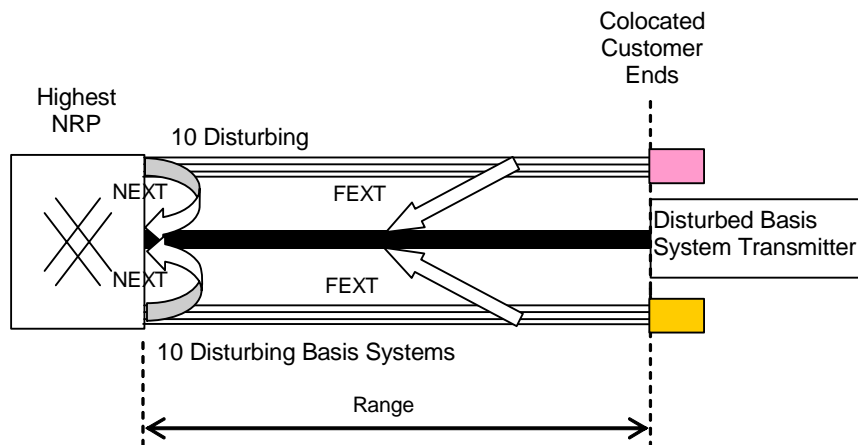 Colocated
Customer
Ends
Highest
NRP
10 Disturbing
NEXT
FEXT
Disturbed Basis
System Transmitter
NEXT
FEXT
10 Disturbing Basis Systems
Range